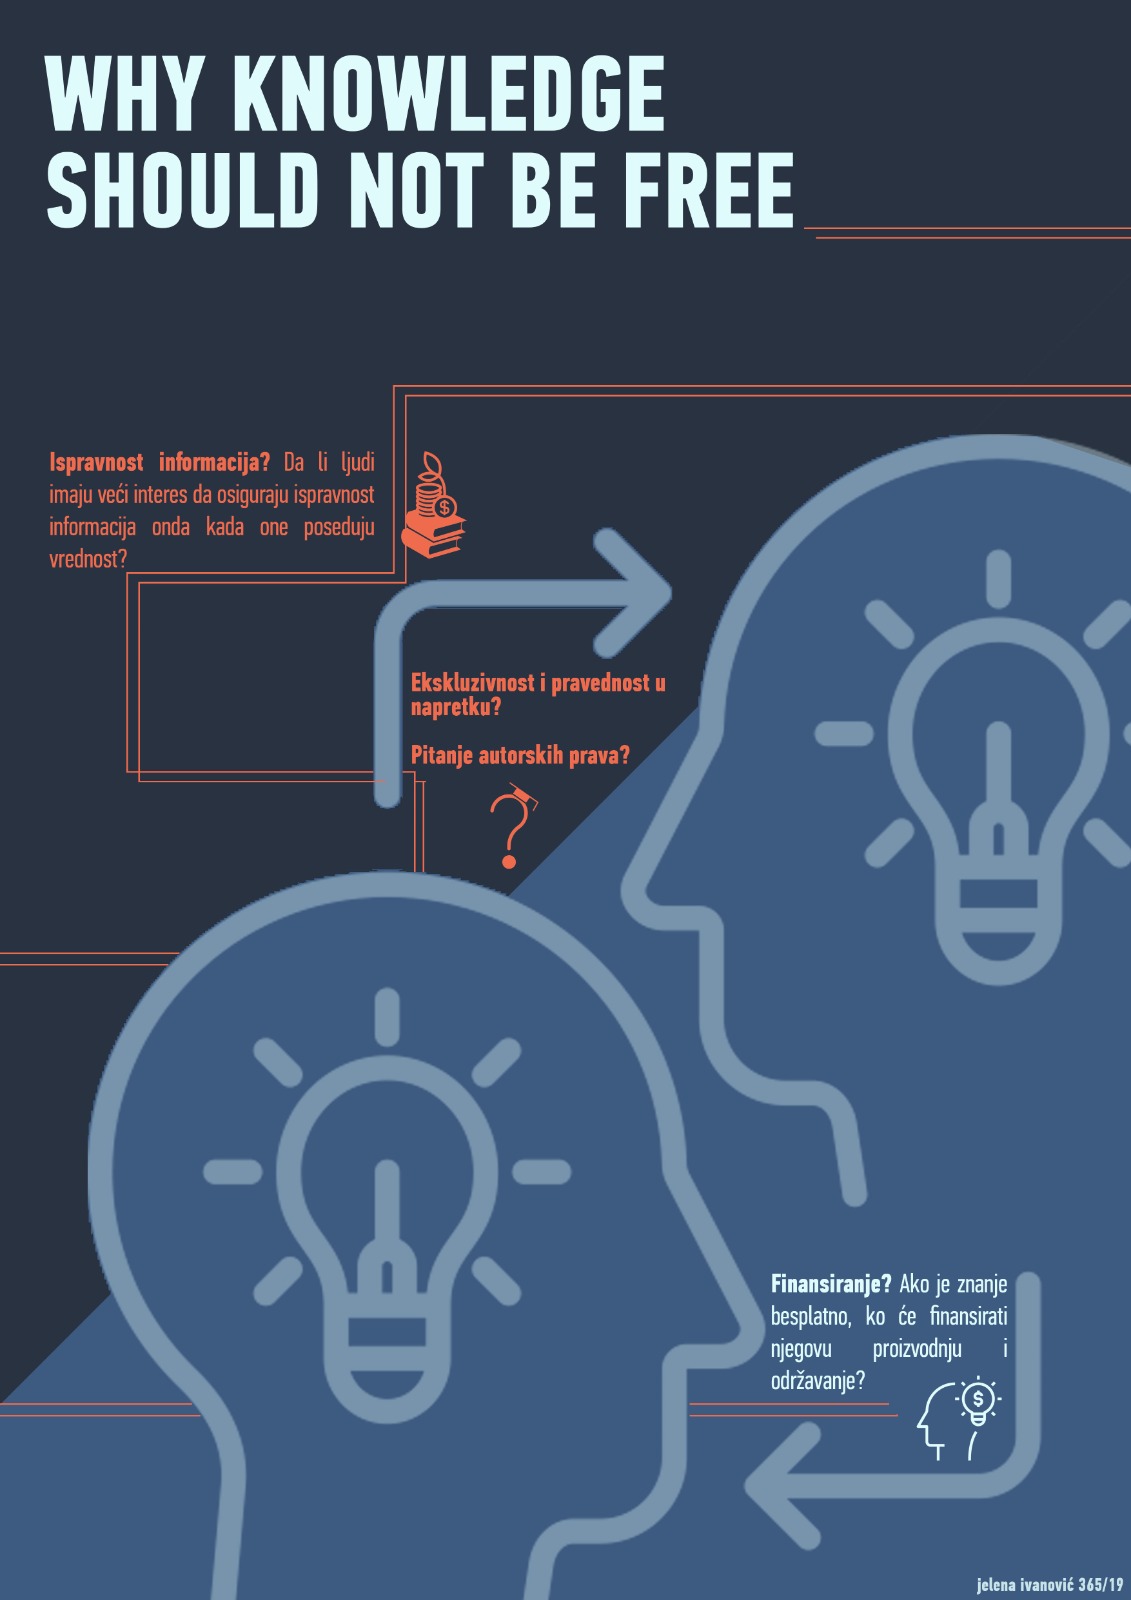 WHY KNOWLEDGE
SHOULD NOT BE FREE
Ispravnost informacija? Da li ljudi
imaju veći interes da osiguraju ispravnost
informacija onda kada one poseduju
vrednost?
$
Ekskluzivnost i pravednost u
napretku?
Pitanje autorskih prava?
?
Finansiranje? Ako je znanje
besplatno, ko će finansirati
njegovu proizvodnju i
održavanje?
$
jelena ivanović 365/19